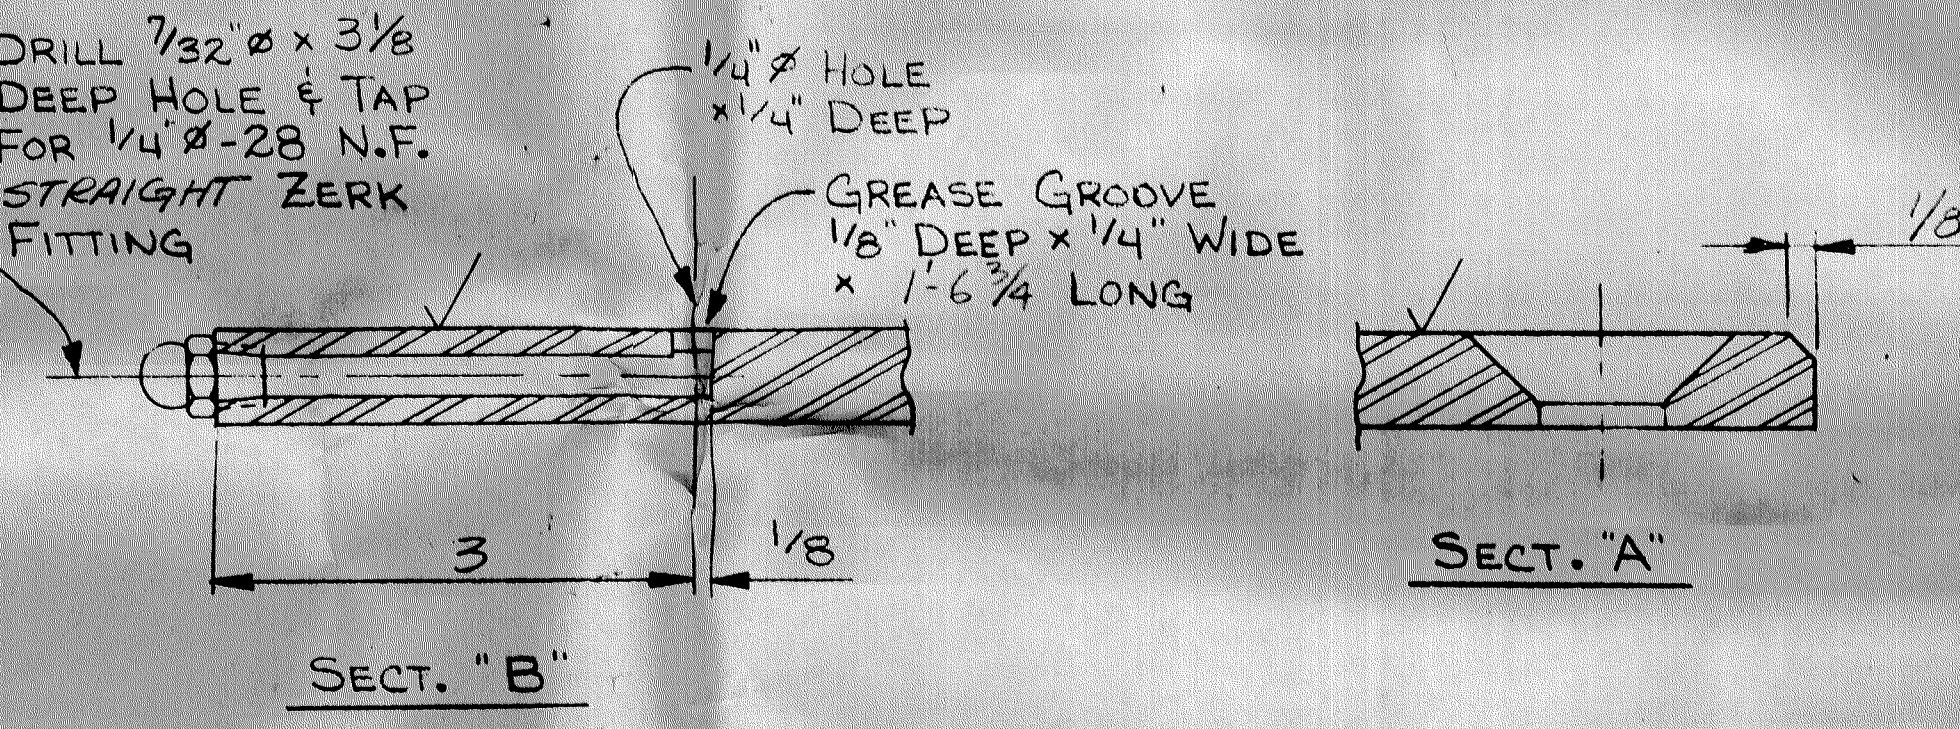 DRILL 7/32"ø x 3 1/8
DEEP HOLE & TAP
FOR 1/4"ø-28 N.F.
STRAIGHT ZERK
FITTING
1/4"ø HOLE
x 1/4" DEEP
GREASE GROOVE
1/8" DEEP x 1/4" WIDE
x 1'-6 3/4 LONG
1/8
3
1/8
SECT. "A"
SECT. "B"